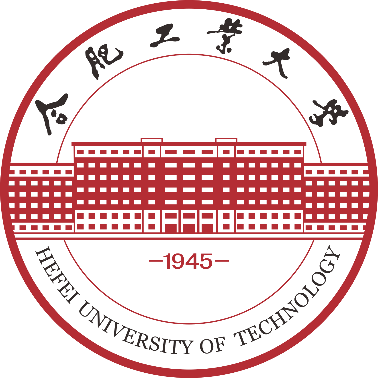 合肥工業大學
-1945-
HEFEI UNIVERSITY OF TECHNOLOGY